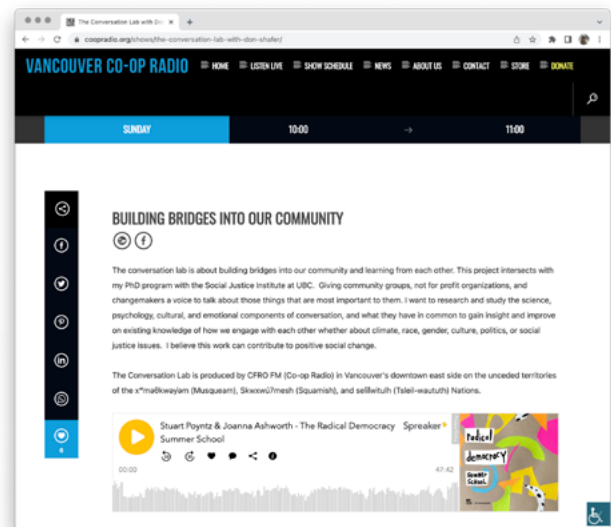 The Conversation Lab with Don
coopradio.org/shows/the-conversation-lab-with-don-shafer/
VANCOUVER CO-OP RADIO HOME LISTEN LIVE SHOW SCHEDULE NEWS ABOUT US CONTACT STORE DONATE
SUNDAY 10:00 → 11:00
BUILDING BRIDGES INTO OUR COMMUNITY
The conversation lab is about building bridges into our community and learning from each other. This project intersects with
my PhD program with the Social Justice Institute at UBC. Giving community groups, not for profit organizations, and
changemakers a voice to talk about those things that are most important to them. I want to research and study the science,
psychology, cultural, and emotional components of conversation, and what they have in common to gain insight and improve
on existing knowledge of how we engage with each other whether about climate, race, gender, culture, politics, or social
justice issues. I believe this work can contribute to positive social change.
The Conversation Lab is produced by CFRO FM (Co-op Radio) in Vancouver's downtown east side on the unceded territories
of the xʷməθkwəy̓əm (Musqueam), Skwxwú7mesh (Squamish), and selílwitulh (Tsleil-waututh) Nations.
Stuart Poyntz & Joanna Ashworth - The Radical Democracy Spreaker
Summer School
00:00 47:42
Radical
democracy
Summer
School